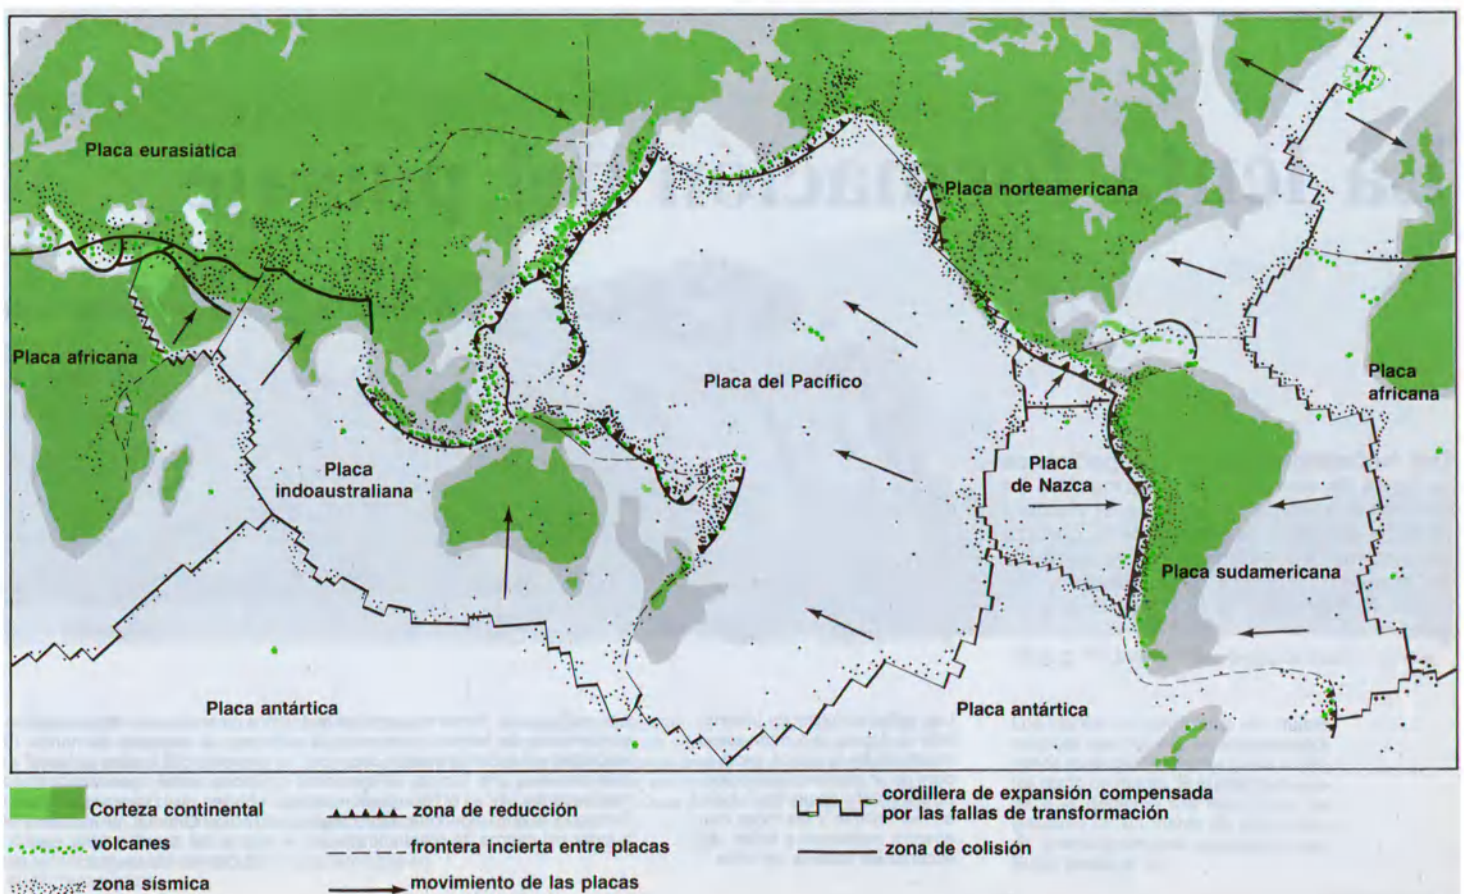 Placa eurasiática
Placa norteamericana
Placa africana
Placa del Pacífico
Placa
africana
Placa
indoaustraliana
Placa
de Nazca
Placa sudamericana
Placa antártica
Placa antártica
Corteza continental
volcanes
zona sísmica
zona de reducción
frontera incierta entre placas
movimiento de las placas
cordillera de expansión compensada
por las fallas de transformación
zona de colisión